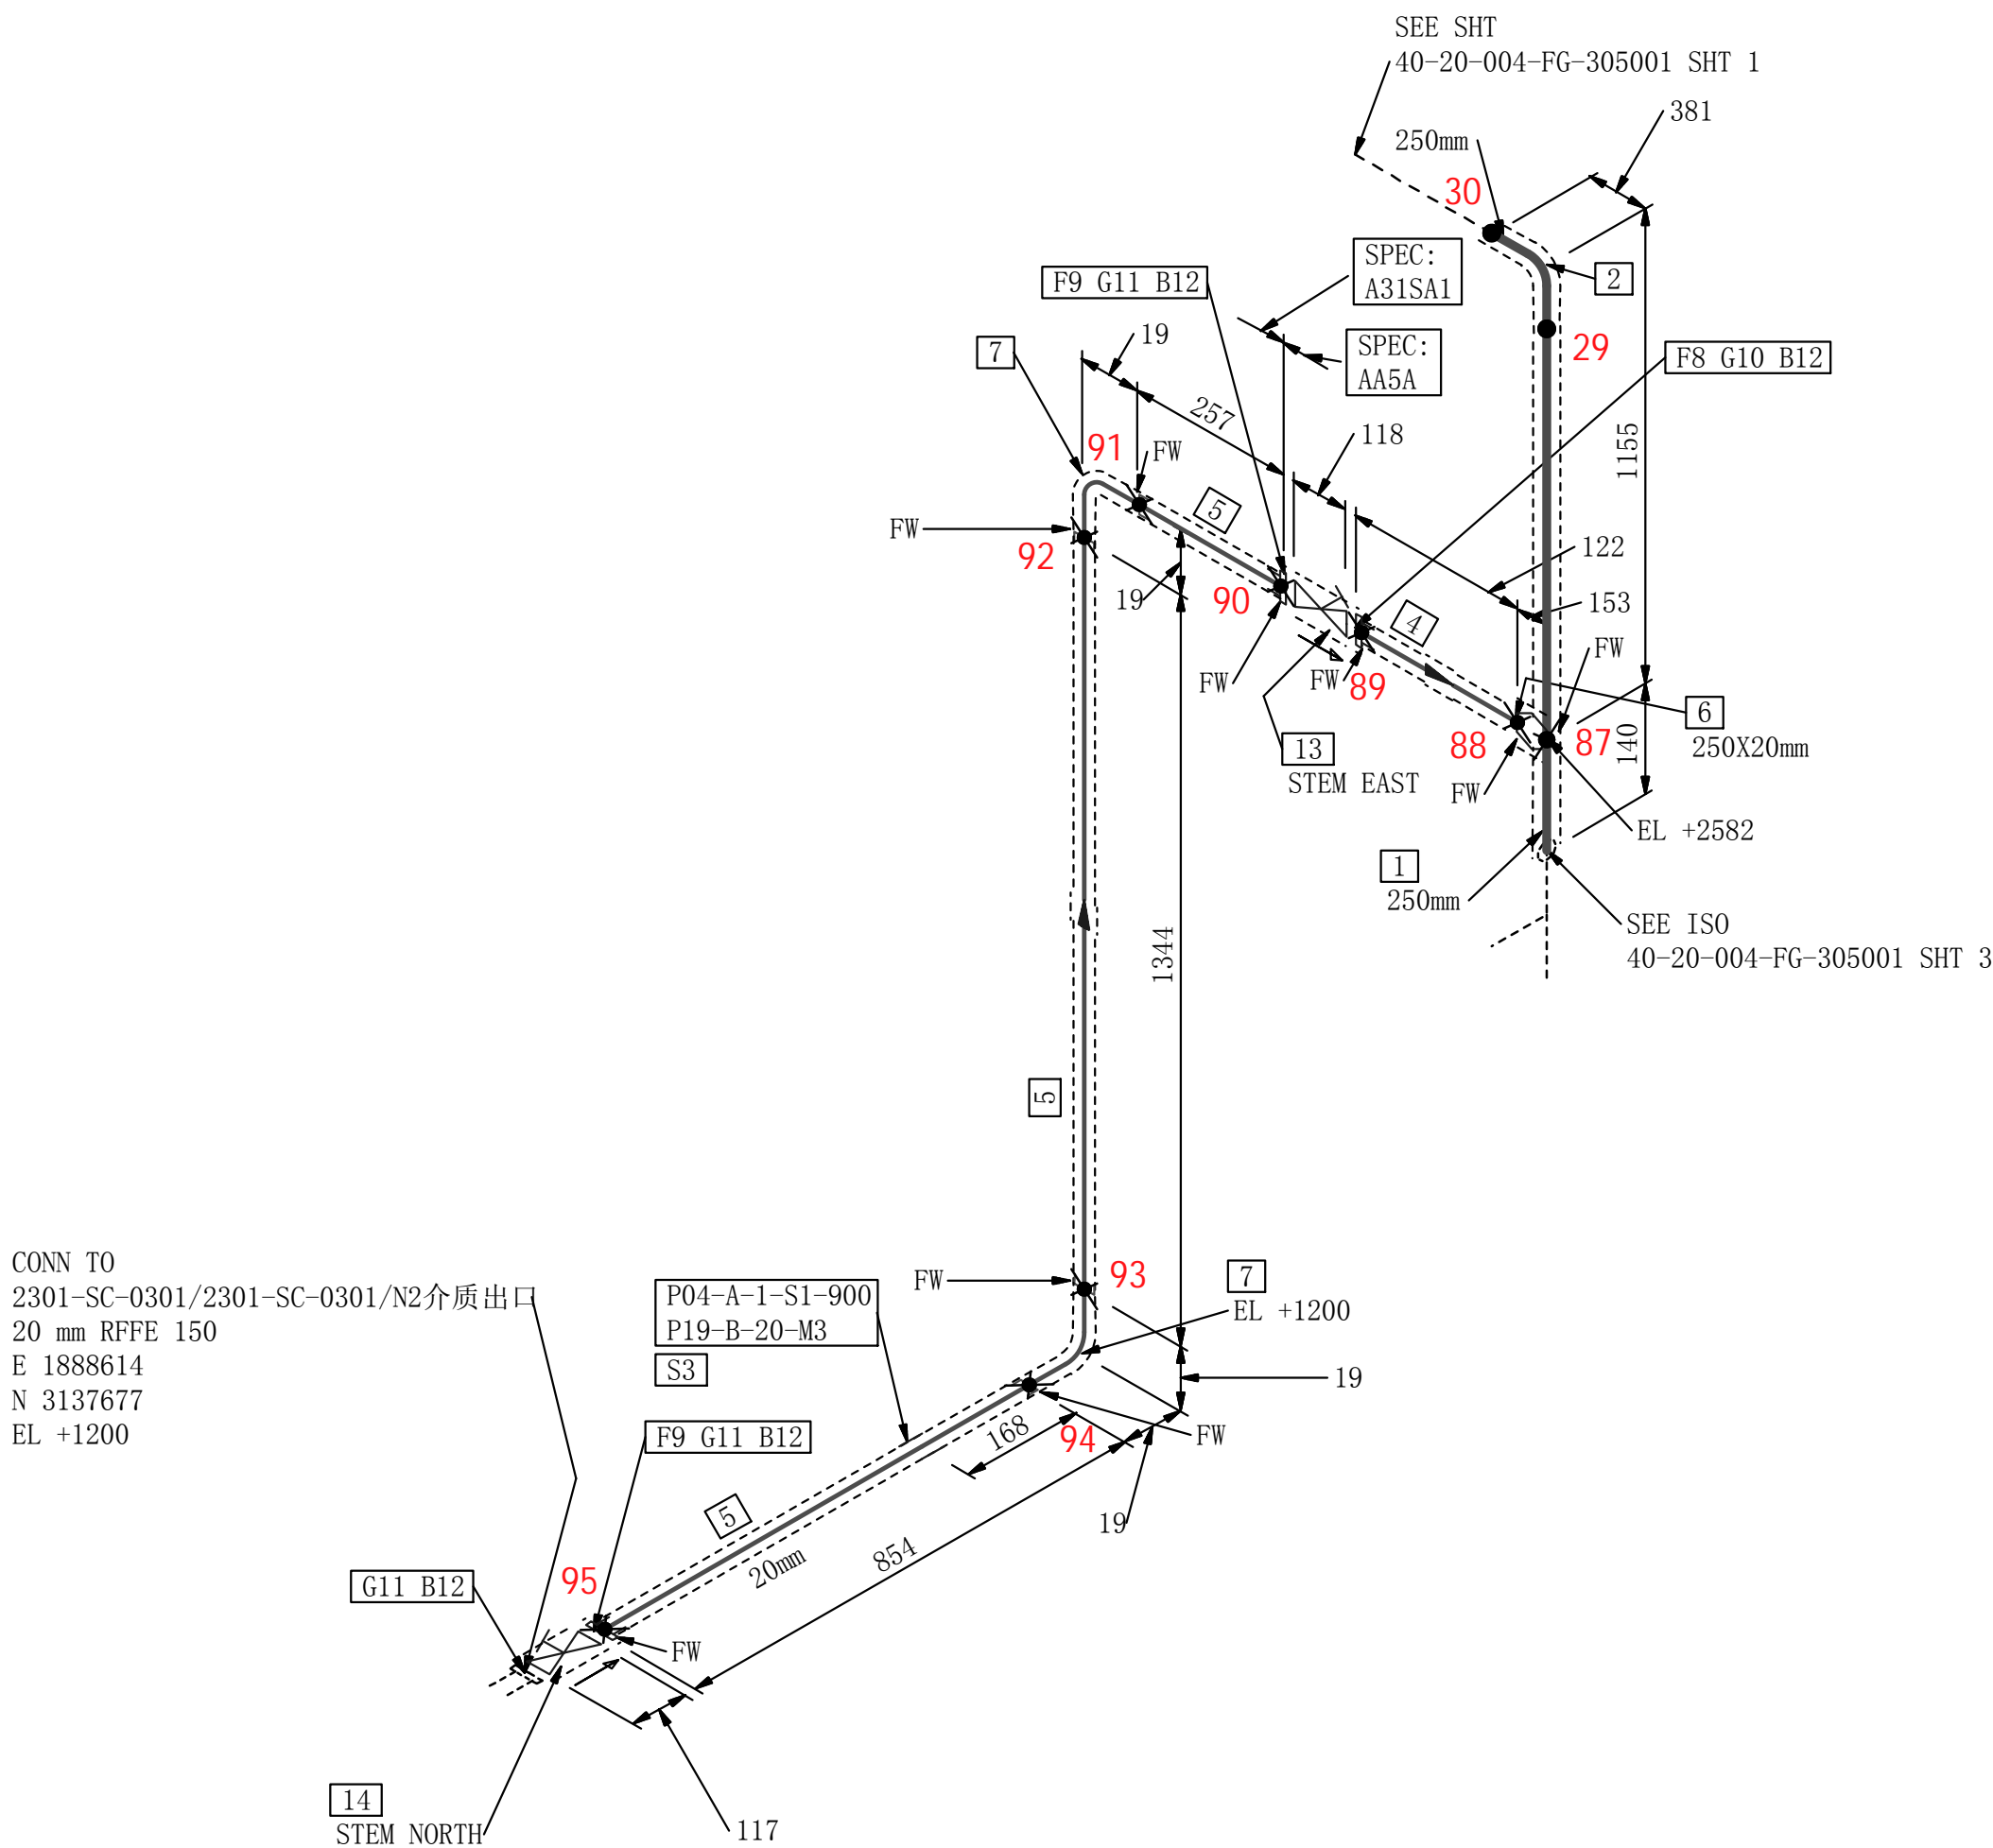 SEE SHT
40-20-004-FG-305001 SHT 1
381
250mm
30
SPEC:
A31SA1
2
F9 G11 B12
19
7
SPEC:
AA5A
29
F8 G10 B12
257
118
1155
91
FW
5
FW
92
122
19
90
4
153
FW
FW
FW
89
6
250X20mm
13
STEM EAST
88
87
140
FW
EL +2582
1
250mm
SEE ISO
40-20-004-FG-305001 SHT 3
1344
5
CONN TO
2301-SC-0301/2301-SC-0301/N2介质出口
20 mm RFFE 150
E 1888614
N 3137677
EL +1200
P04-A-1-S1-900
P19-B-20-M3
S3
FW
93
7
EL +1200
19
F9 G11 B12
168
94
FW
19
5
854
20mm
95
G11 B12
FW
14
STEM NORTH
117